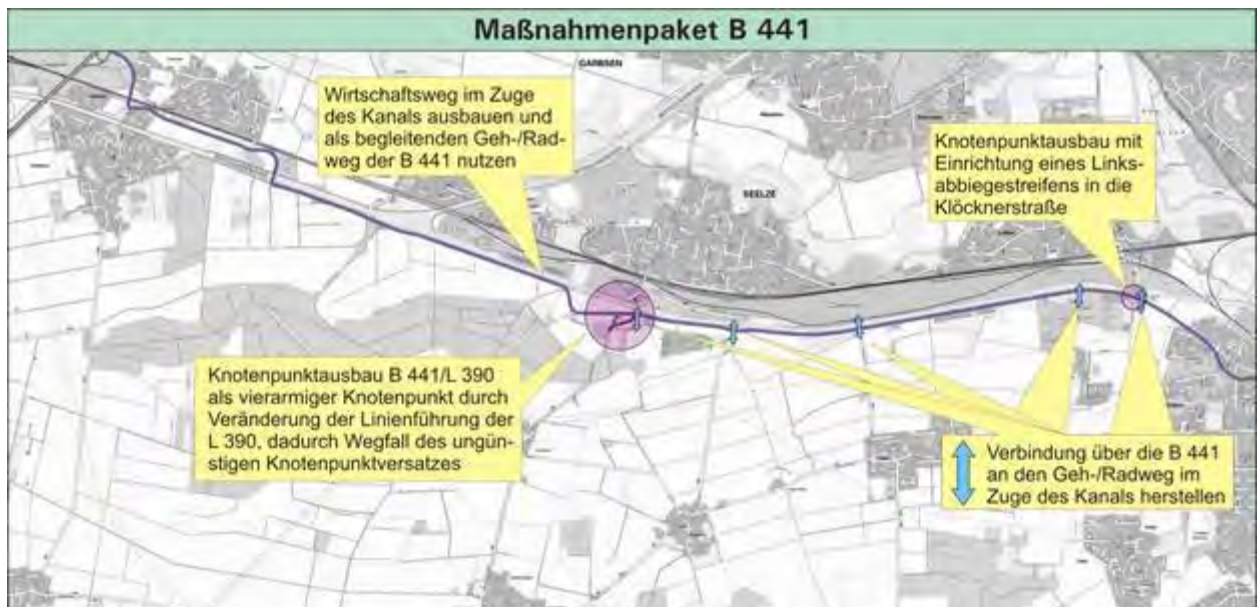 Maßnahmenpaket B 441
GARBSEN
Wirtschaftsweg im Zuge
des Kanals ausbauen und
als begleitenden Geh-/Rad-
weg der B 441 nutzen
SEELZE
Knotenpunktausbau mit
Einrichtung eines Links-
abbiegestreifens in die
Klöcknerstraße
Knotenpunktausbau B 441/L 390
als vierarmiger Knotenpunkt durch
Veränderung der Linienführung der
L 390, dadurch Wegfall des ungün-
stigen Knotenpunktversatzes
Verbindung über die B 441
an den Geh-/Radweg im
Zuge des Kanals herstellen